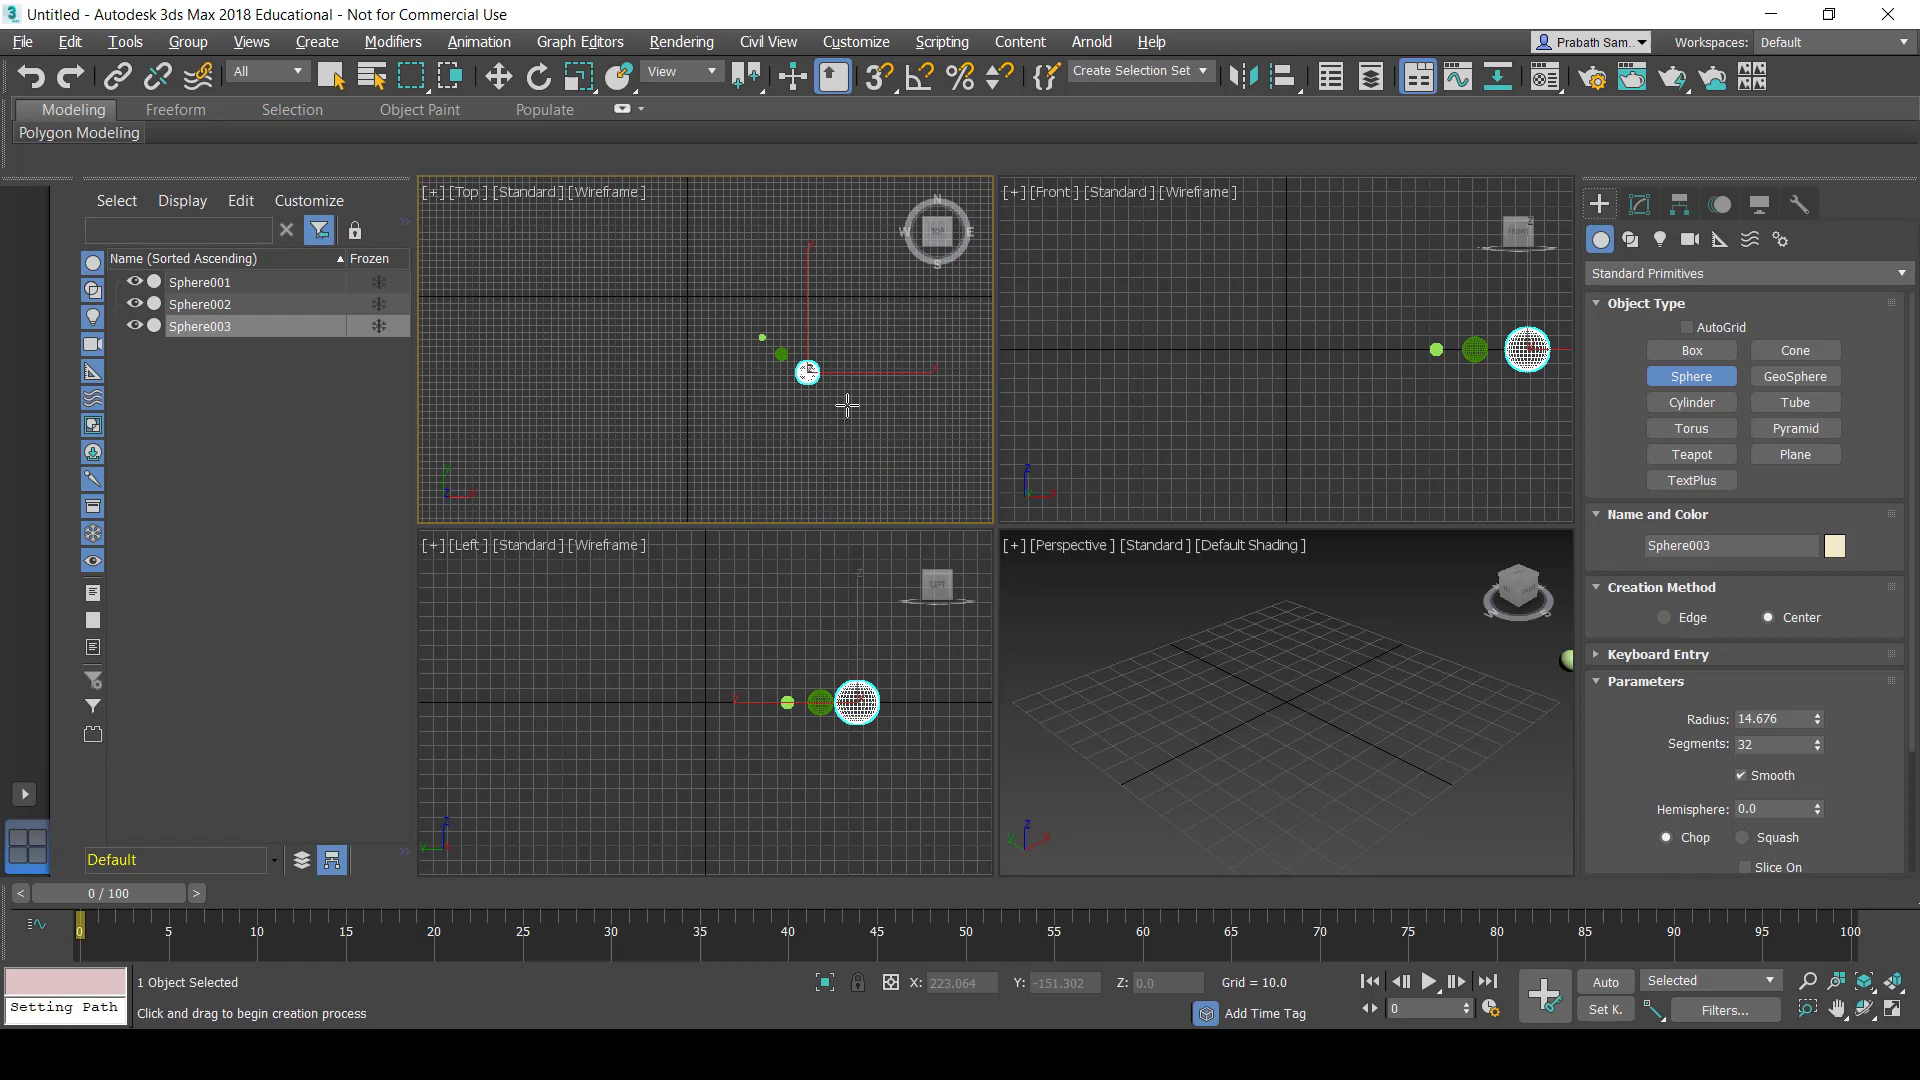 Untitled - Autodesk 3ds Max 2018 Educational - Not for Commercial Use
File Edit Tools Group Views Create Modifiers Animation Graph Editors Rendering Civil View Customize Scripting Content Arnold Help Prabath Sam.. Workspaces: Default
All View Create Selection Set
Modeling Freeform Selection Object Paint Populate
Polygon Modeling
Select Display Edit Customize
Name (Sorted Ascending) Frozen
Sphere001
Sphere002
Sphere003
Default
[+] [Top ] [Standard ] [Wireframe ]
N
W TOP E
S
[+] [Front ] [Standard ] [Wireframe ]
FRONT
[+] [Left ] [Standard ] [Wireframe ]
LEFT
[+] [Perspective ] [Standard ] [Default Shading ]
Standard Primitives
Object Type
AutoGrid
Box Cone
Sphere GeoSphere
Cylinder Tube
Torus Pyramid
Teapot Plane
TextPlus
Name and Color
Sphere003
Creation Method
Edge Center
Keyboard Entry
Parameters
Radius: 14.676
Segments: 32
Smooth
Hemisphere: 0.0
Chop Squash
Slice On
< 0 / 100 >
0 5 10 15 20 25 30 35 40 45 50 55 60 65 70 75 80 85 90 95 100
1 Object Selected X: 223.064 Y: -151.302 Z: 0.0 Grid = 10.0 Auto Selected
Setting Path Click and drag to begin creation process Add Time Tag 0 Set K. Filters...